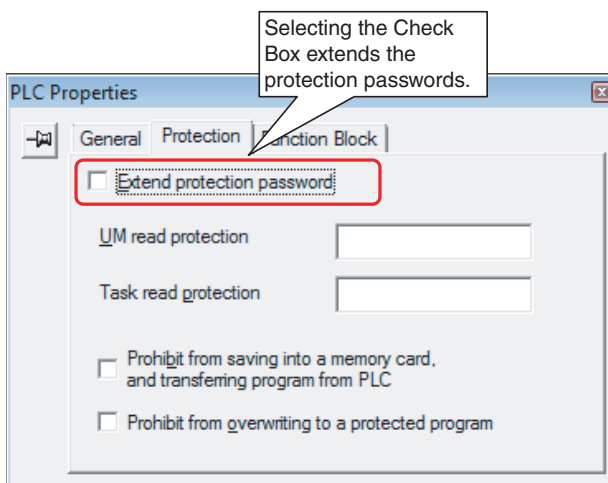 Selecting the Check
Box extends the
protection passwords.
PLC Properties
General Protection Function Block
Extend protection password
UM read protection
Task read protection
Prohibit from saving into a memory card,
and transferring program from PLC
Prohibit from overwriting to a protected program